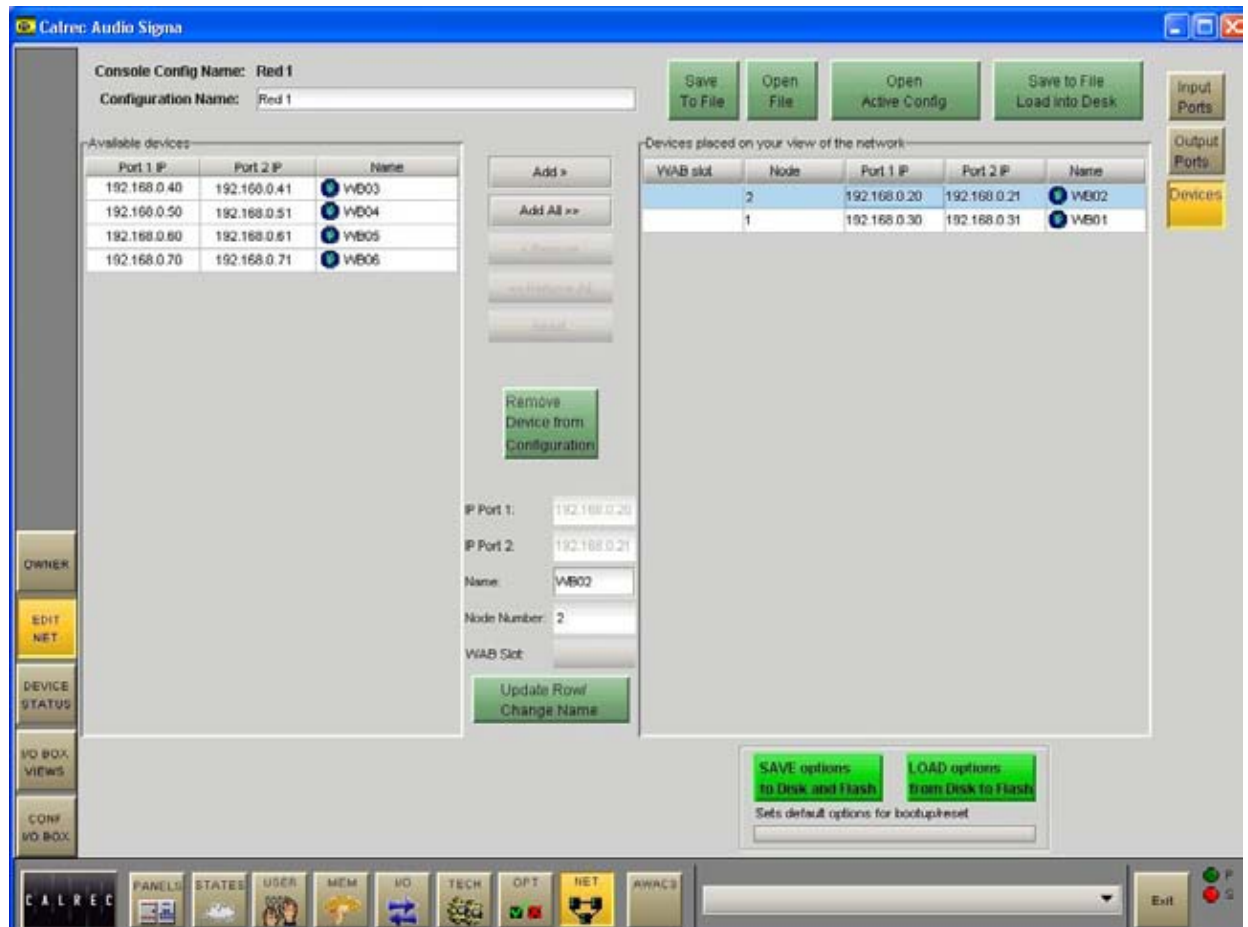 Calrec Audio Sigma
Console Config Name: Red 1
Configuration Name: Red 1
Save To File
Open File
Open Active Config
Save to File Load into Desk
Input Ports
Output Ports
Devices
Available devices
Port 1 IP Port 2 IP Name
192.168.0.40 192.168.0.41 WB03
192.168.0.50 192.168.0.51 WB04
192.168.0.60 192.168.0.61 WB05
192.168.0.70 192.168.0.71 WB06
Add >
Add All >>
< Remove
<< Remove All
Remove
Device from
Configuration
IP Port 1: 192.168.0.20
IP Port 2: 192.168.0.21
Name: WB02
Node Number: 2
WAB Slot:
Update Row/
Change Name
Devices placed on your view of the network
WAB slot Node Port 1 IP Port 2 IP Name
2 192.168.0.20 192.168.0.21 WB02
1 192.168.0.30 192.168.0.31 WB01
SAVE options
to Disk and Flash
LOAD options
from Disk to Flash
Sets default options for bootup/reset
OWNER
EDIT
NET
DEVICE
STATUS
I/O BOX
VIEWS
CONF
I/O BOX
CALREC
PANELS
STATES
USER
MEM
I/O
TECH
OPT
NET
AWACS
Exit
P
S